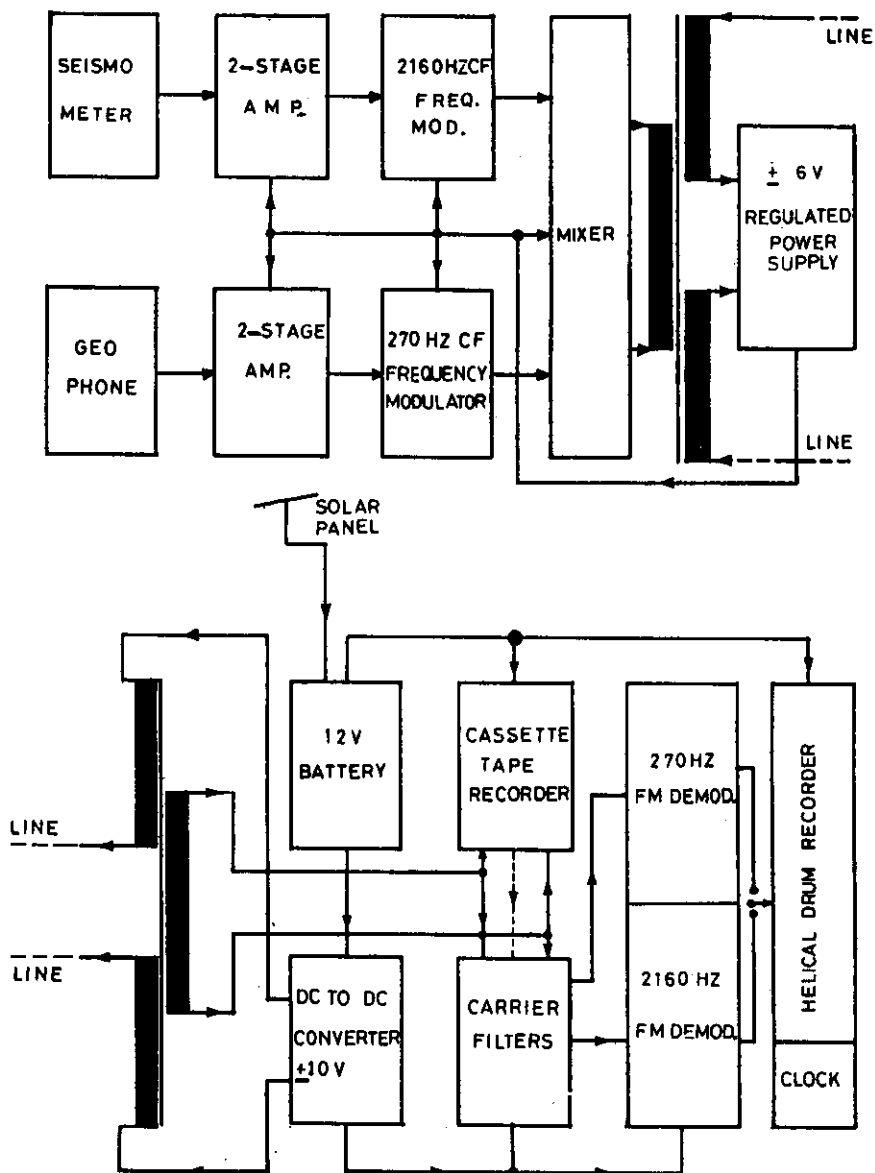 SEISMO
METER
2-STAGE
AMP.
2160HZCF
FREQ.
MOD.
MIXER
LINE
± 6V
REGULATED
POWER
SUPPLY
GEO
PHONE
2-STAGE
AMP.
270 HZ CF
FREQUENCY
MODULATOR
LINE
SOLAR
PANEL
12V
BATTERY
CASSETTE
TAPE
RECORDER
270HZ
FM DEMOD.
HELICAL DRUM RECORDER
LINE
LINE
DC TO DC
CONVERTER
±10V
CARRIER
FILTERS
2160 HZ
FM DEMOD.
CLOCK